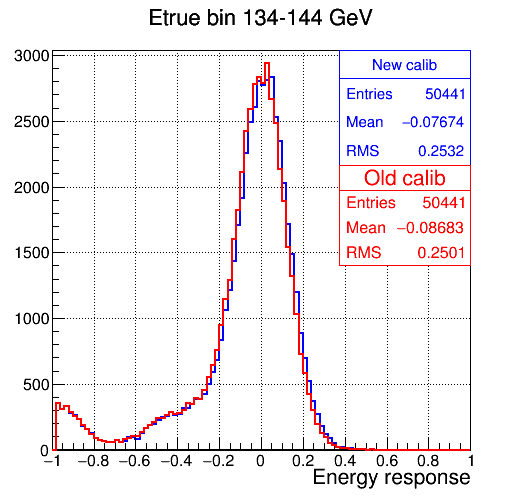 Etrue bin 134-144 GeV
New calib
Entries 50441
Mean −0.07674
RMS 0.2532
Old calib
Entries 50441
Mean −0.08683
RMS 0.2501
3000
2500
2000
1500
1000
500
0
−1 −0.8 −0.6 −0.4 −0.2 0 0.2 0.4 0.6 0.8 1
Energy response